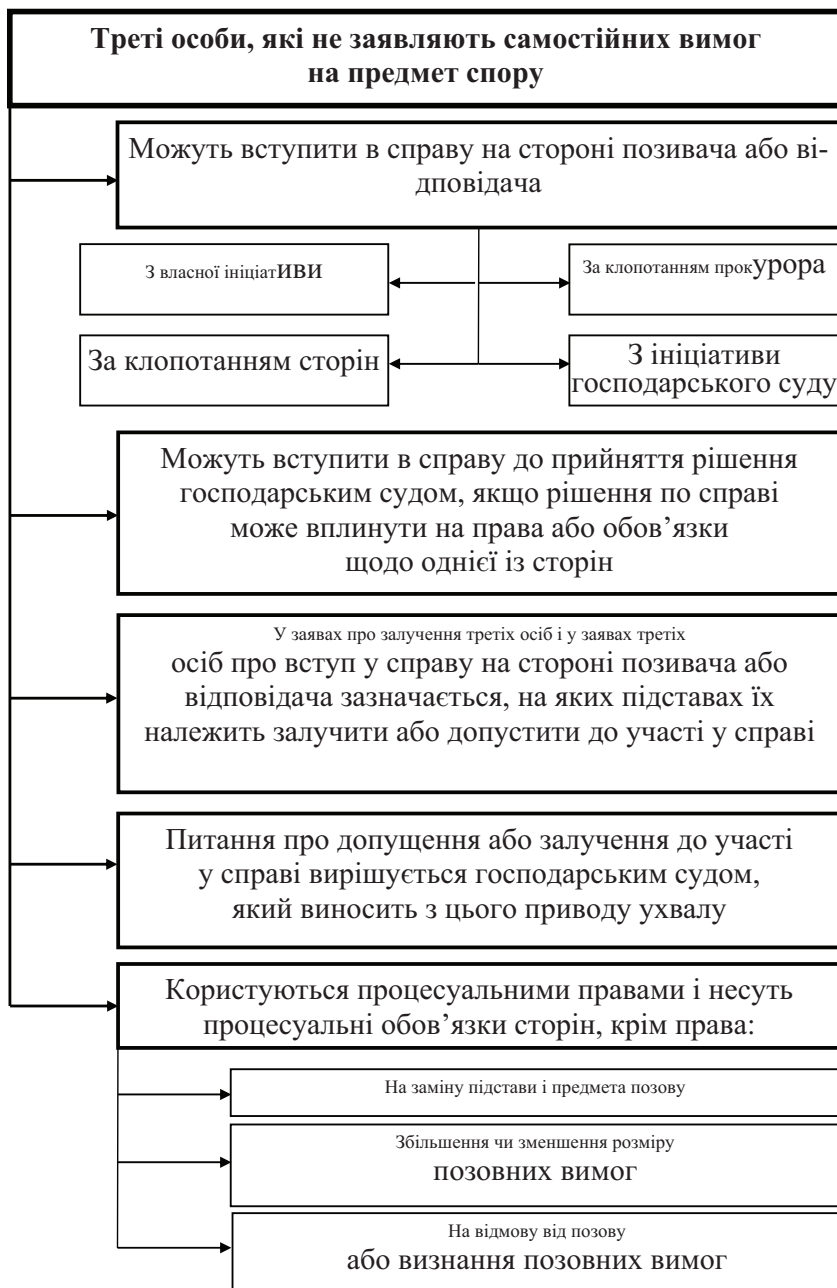 Треті особи, які не заявляють самостійних вимог
на предмет спору
Можуть вступити в справу на стороні позивача або ві-
дповідача
З власної ініціативи
За клопотанням прокурора
За клопотанням сторін
З ініціативи
господарського суду
Можуть вступити в справу до прийняття рішення
господарським судом, якщо рішення по справі
може вплинути на права або обов’язки
щодо однієї із сторін
У заявах про залучення третіх осіб і у заявах третіх
осіб про вступ у справу на стороні позивача або
відповідача зазначається, на яких підставах їх
належить залучити або допустити до участі у справі
Питання про допущення або залучення до участі
у справі вирішується господарським судом,
який виносить з цього приводу ухвалу
Користуються процесуальними правами і несуть
процесуальні обов’язки сторін, крім права:
На заміну підстави і предмета позову
Збільшення чи зменшення розміру
позовних вимог
На відмову від позову
або визнання позовних вимог